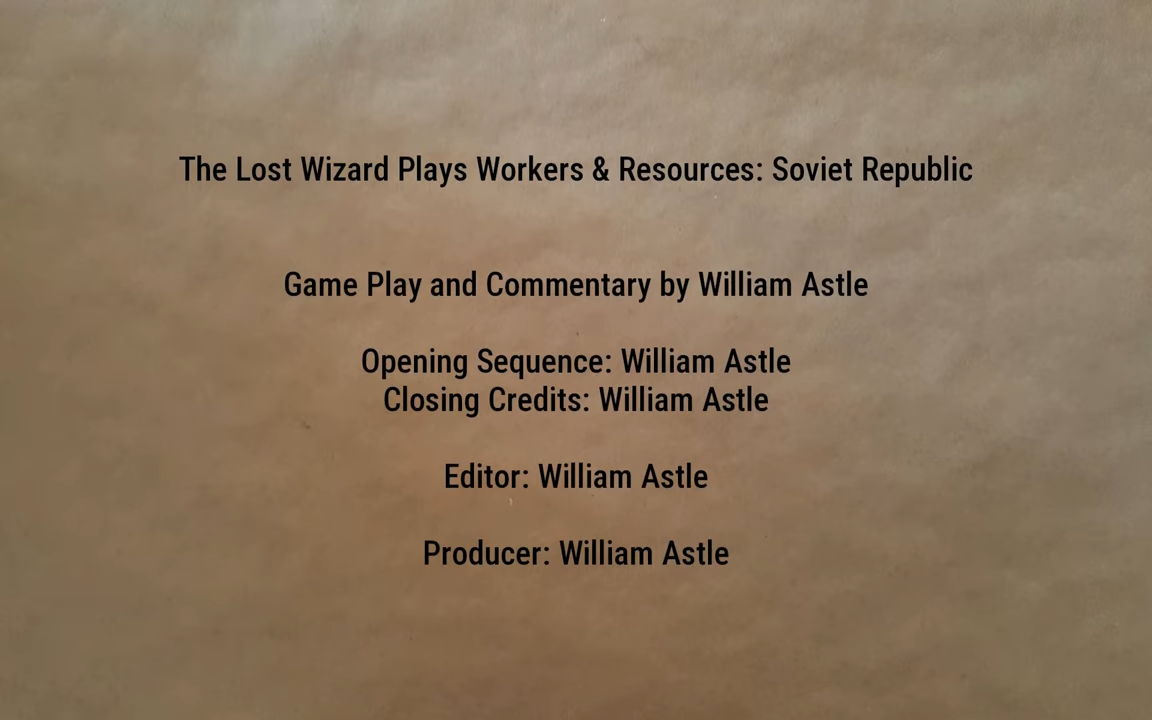 The Lost Wizard Plays Workers & Resources: Soviet Republic
Game Play and Commentary by William Astle
Opening Sequence: William Astle
Closing Credits: William Astle
Editor: William Astle
Producer: William Astle